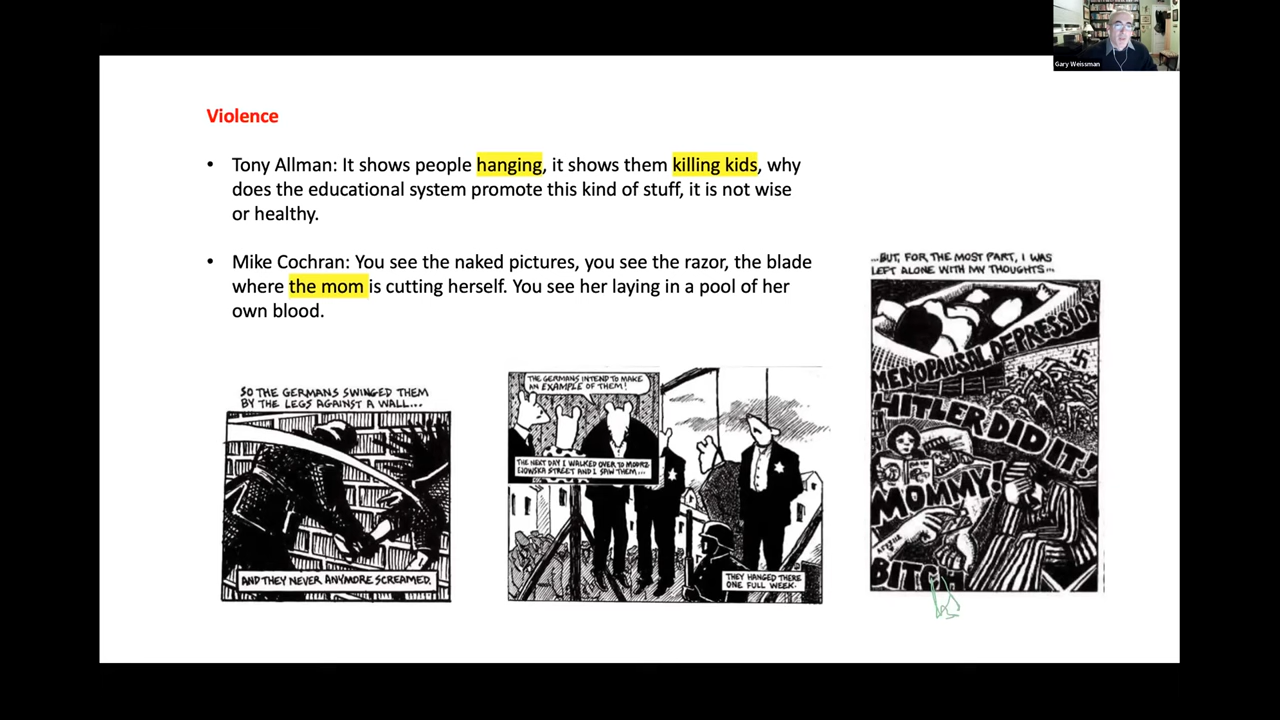 Gary Weissman
Violence
• Tony Allman: It shows people hanging, it shows them killing kids, why
does the educational system promote this kind of stuff, it is not wise
or healthy.
• Mike Cochran: You see the naked pictures, you see the razor, the blade
where the mom is cutting herself. You see her laying in a pool of her
own blood.
SO THE GERMANS SWINGED THEM
BY THE LEGS AGAINST A WALL...
AND THEY NEVER ANYMORE SCREAMED.
THE GERMANS INTEND TO MAKE
AN EXAMPLE OF THEM!
THE NEXT DAY I WALKED OVER TO MODRZ-
EJOWSKA STREET AND I SAW THEM...
THEY HANGED THERE
ONE FULL WEEK.
...BUT, FOR THE MOST PART, I WAS
LEFT ALONE WITH MY THOUGHTS...
MENOPAUSAL DEPRESSION
HITLER DID IT!
MOMMY!
BITCH